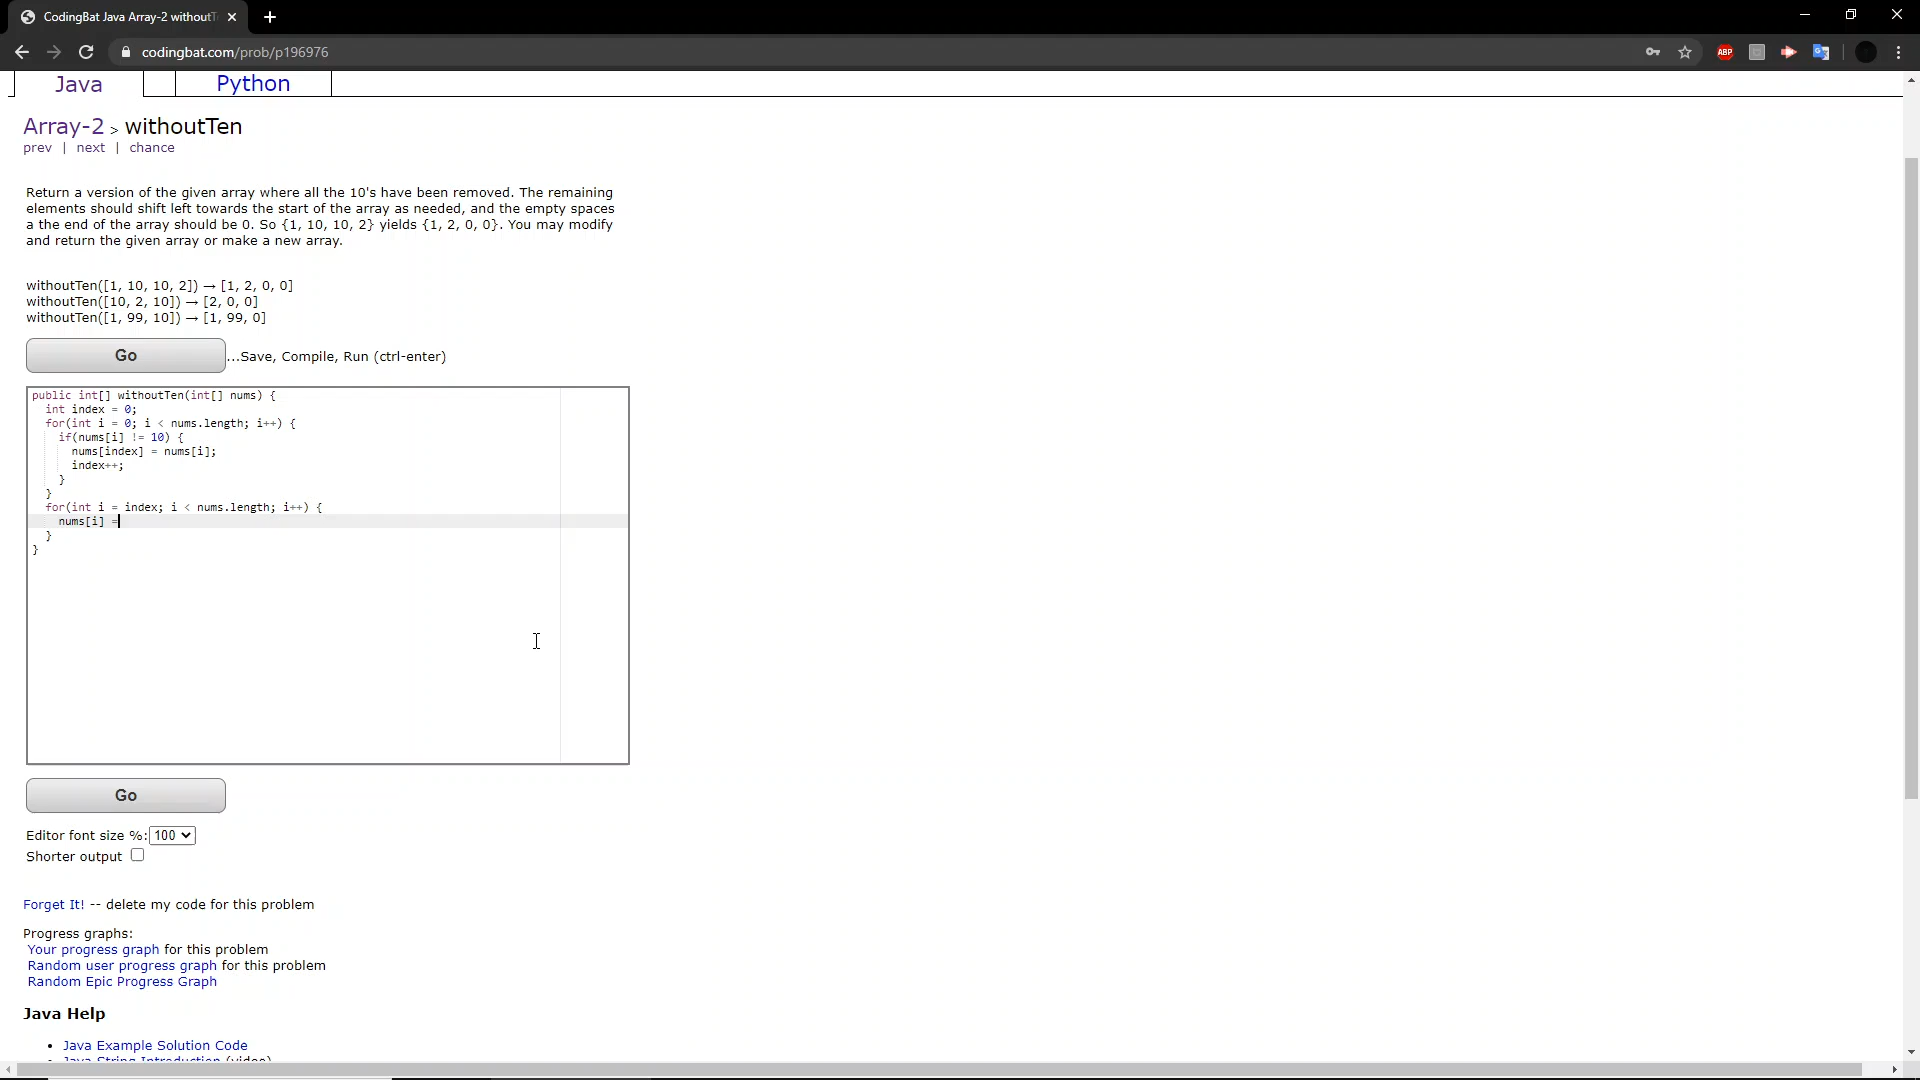 CodingBat Java Array-2 withoutT
codingbat.com/prob/p196976
ABP
Java Python
Array-2 > withoutTen
prev | next | chance
Return a version of the given array where all the 10's have been removed. The remaining
elements should shift left towards the start of the array as needed, and the empty spaces
a the end of the array should be 0. So {1, 10, 10, 2} yields {1, 2, 0, 0}. You may modify
and return the given array or make a new array.
withoutTen([1, 10, 10, 2]) → [1, 2, 0, 0]
withoutTen([10, 2, 10]) → [2, 0, 0]
withoutTen([1, 99, 10]) → [1, 99, 0]
Go ...Save, Compile, Run (ctrl-enter)
public int[] withoutTen(int[] nums) {
int index = 0;
for(int i = 0; i < nums.length; i++) {
if(nums[i] != 10) {
nums[index] = nums[i];
index++;
}
}
for(int i = index; i < nums.length; i++) {
nums[i] =
}
}
Go
Editor font size %: 100
Shorter output
Forget It! -- delete my code for this problem
Progress graphs:
Your progress graph for this problem
Random user progress graph for this problem
Random Epic Progress Graph
Java Help
• Java Example Solution Code
• Java String Introduction (video)